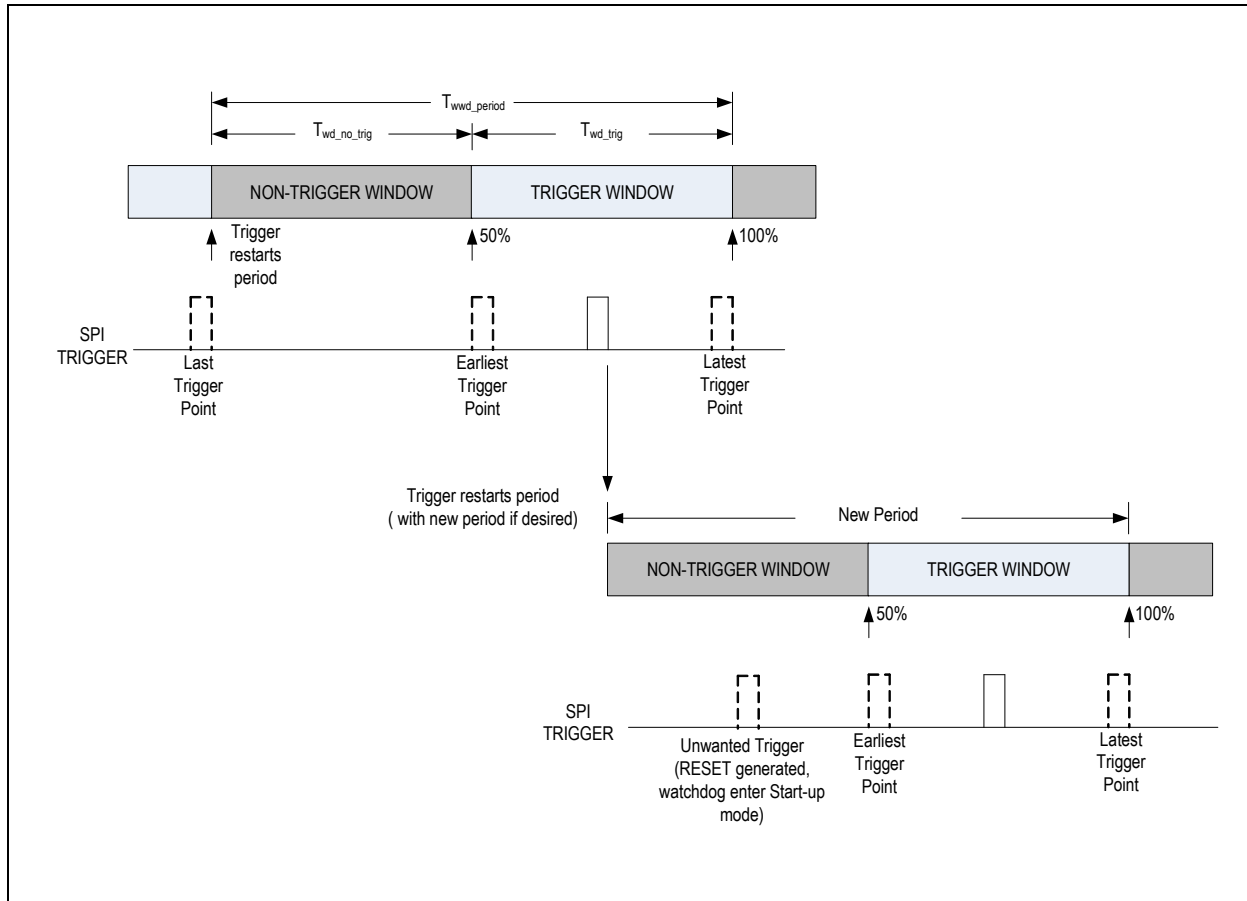 Twwd_period
Twd_no_trig
Twd_trig
NON-TRIGGER WINDOW
TRIGGER WINDOW
Trigger
restarts
period
50%
100%
SPI
TRIGGER
Last
Trigger
Point
Earliest
Trigger
Point
Latest
Trigger
Point
Trigger restarts period
( with new period if desired)
New Period
NON-TRIGGER WINDOW
TRIGGER WINDOW
50%
100%
SPI
TRIGGER
Unwanted Trigger
(RESET generated,
watchdog enter Start-up
mode)
Earliest
Trigger
Point
Latest
Trigger
Point